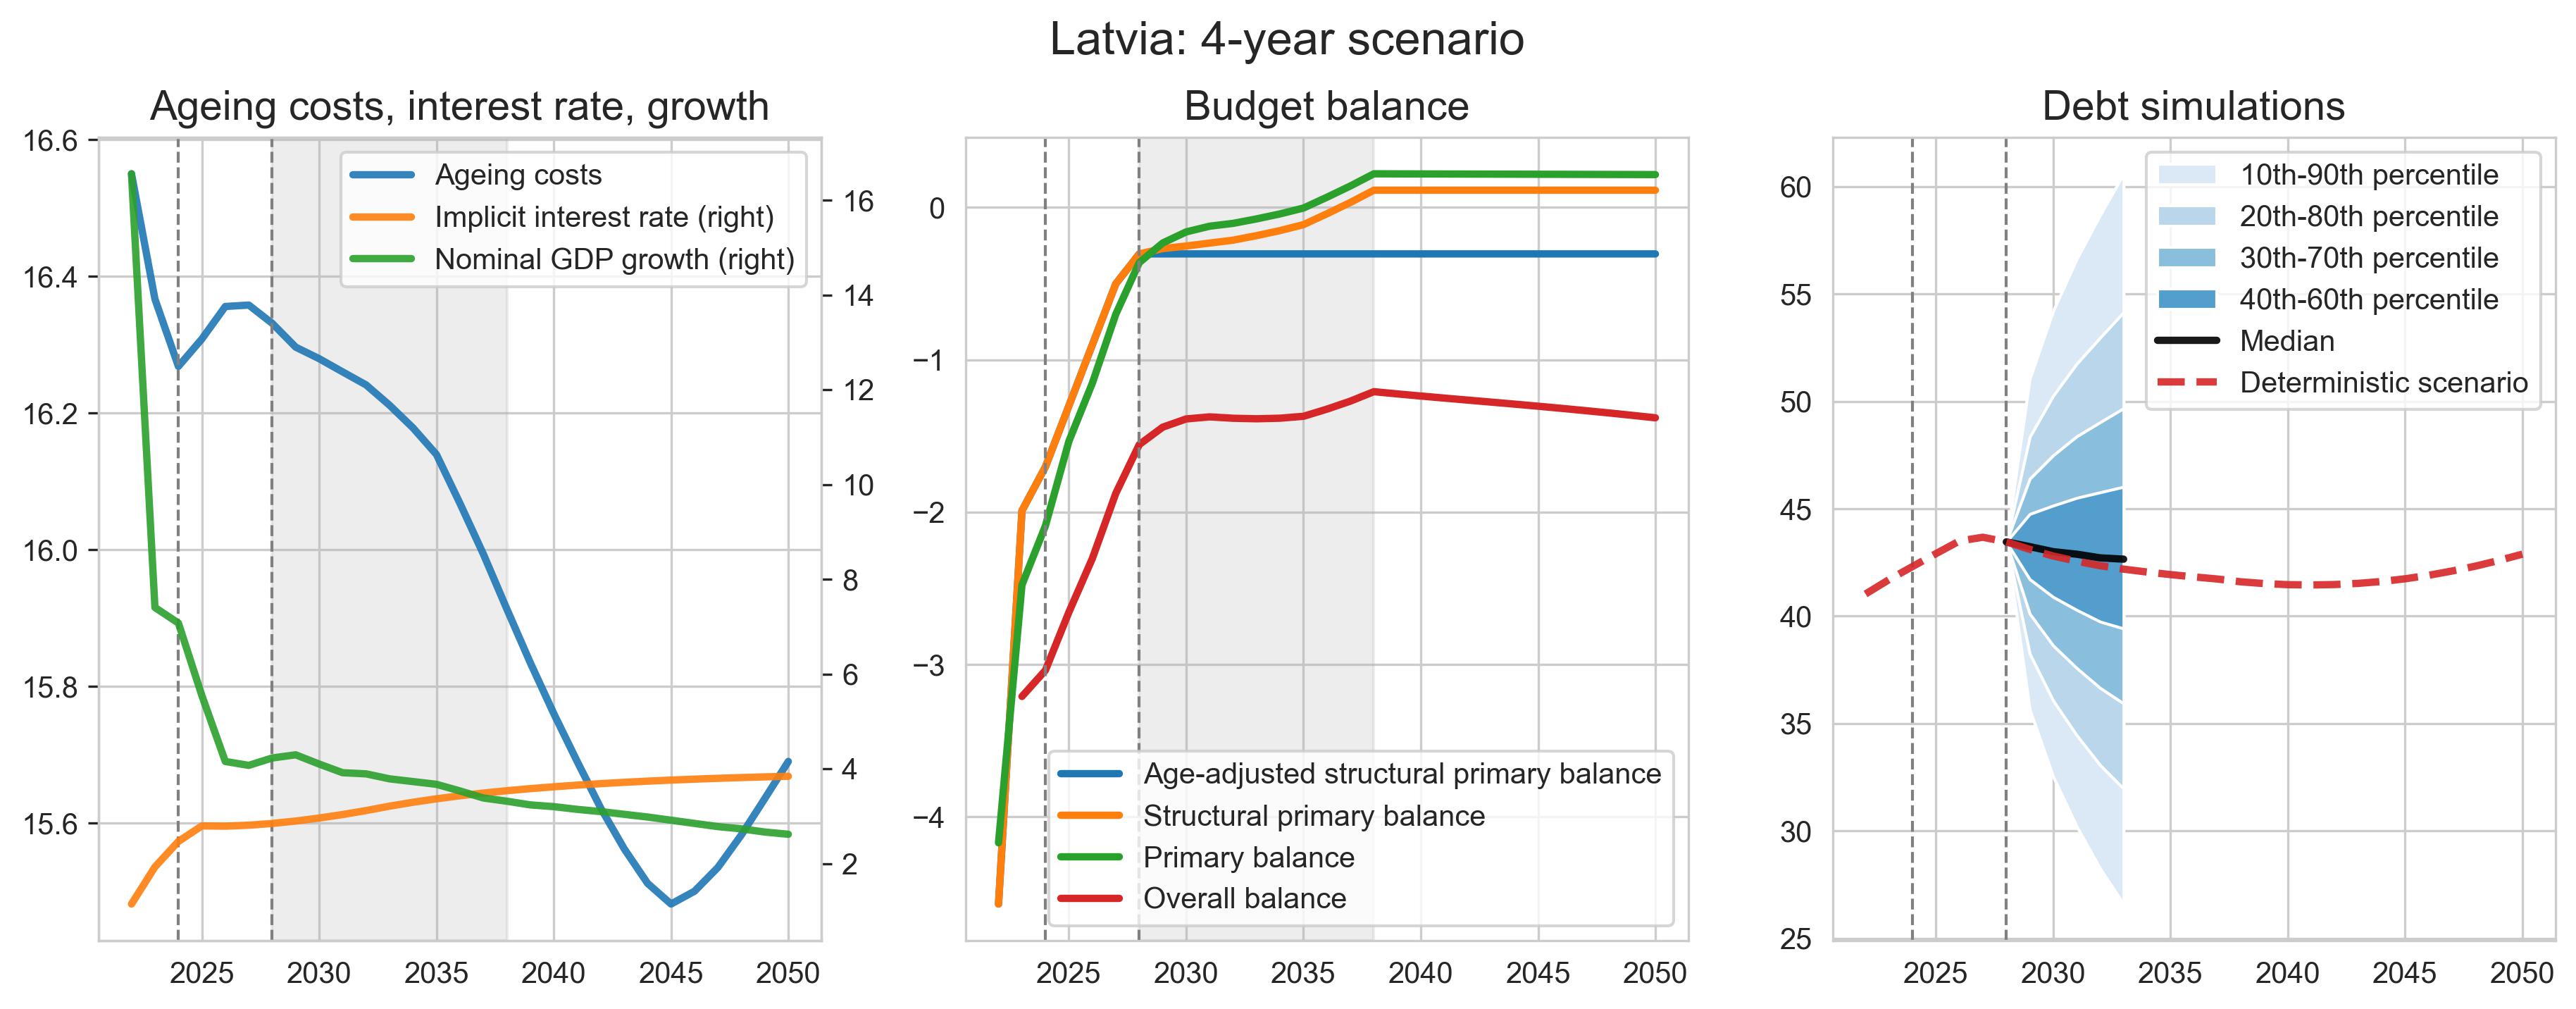 Latvia: 4-year scenario
Ageing costs, interest rate, growth
16.6
16.4
16.2
16.0
15.8
15.6
16
14
12
10
8
6
4
2
2025 2030 2035 2040 2045 2050
Ageing costs
Implicit interest rate (right)
Nominal GDP growth (right)
Budget balance
0
−1
−2
−3
−4
2025 2030 2035 2040 2045 2050
Age-adjusted structural primary balance
Structural primary balance
Primary balance
Overall balance
Debt simulations
60
55
50
45
40
35
30
25
2025 2030 2035 2040 2045 2050
10th-90th percentile
20th-80th percentile
30th-70th percentile
40th-60th percentile
Median
Deterministic scenario